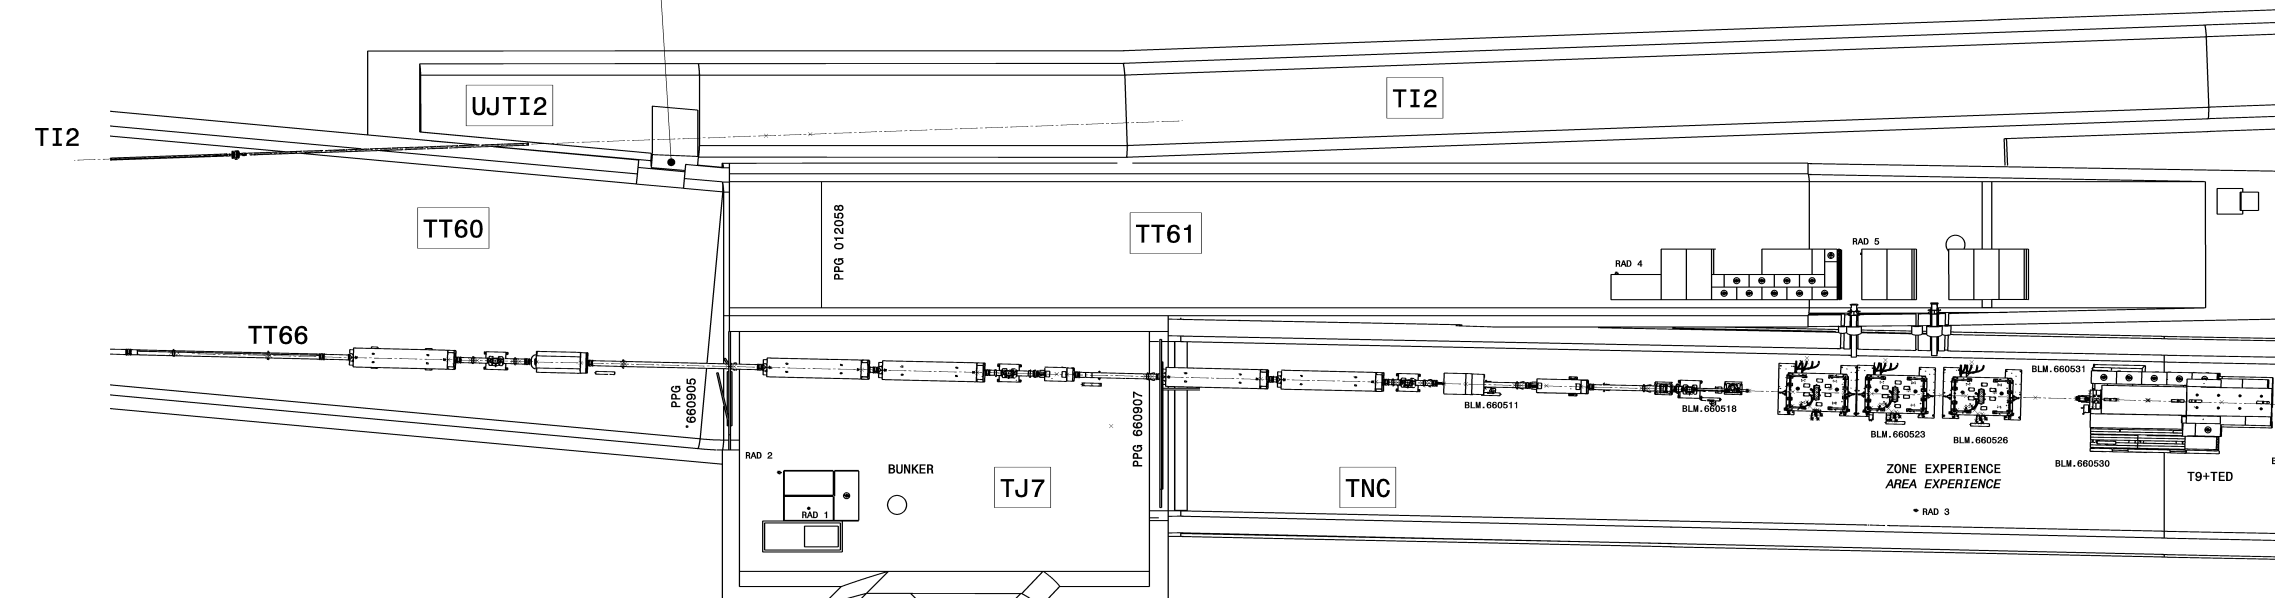 UJTI2
TI2
TI2
TT60
PPG 012058
TT61
RAD 5
RAD 4
TT66
PPG
660905
PPG 660907
BLM.660511
BLM.660518
BLM.660531
BLM.660523
BLM.660526
RAD 2
BUNKER
BLM.660530
ZONE EXPERIENCE
AREA EXPERIENCE
T9+TED
TJ7
TNC
RAD 1
RAD 3